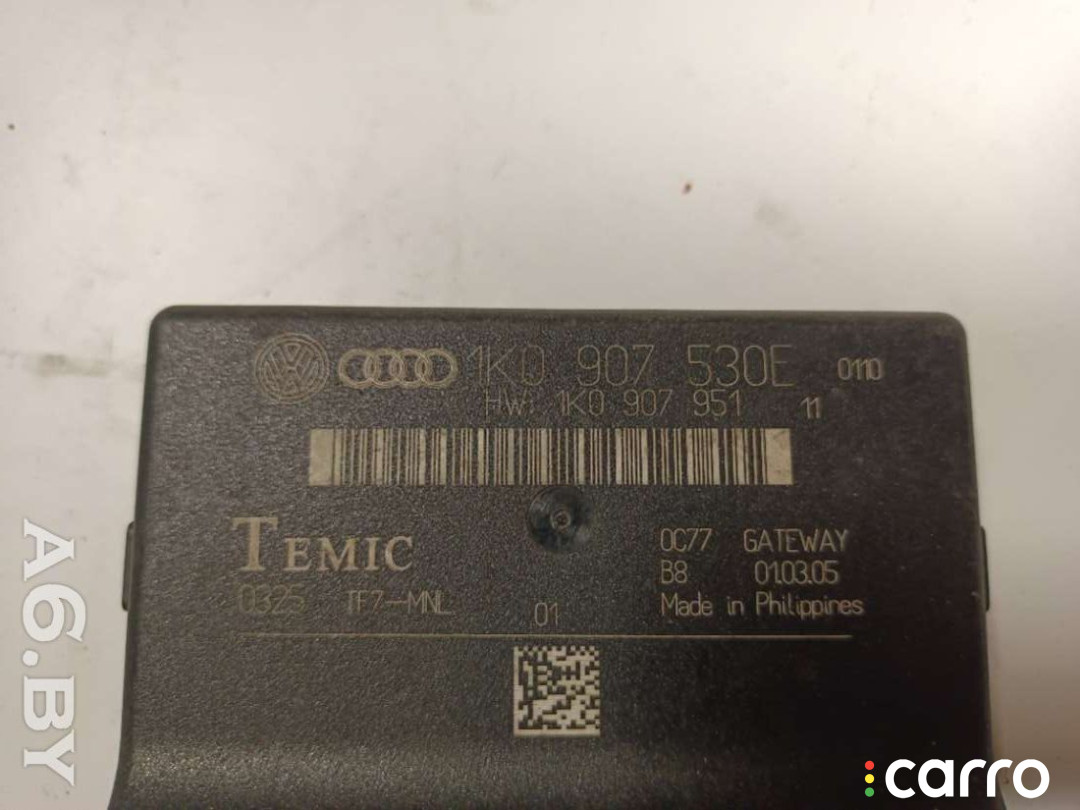 1K0 907 530E 0110
HW: 1K0 907 951 11
TEMIC
0C77 GATEWAY
B8 01.03.05
0325 TF7-MNL 01
Made in Philippines
A6.BY
carro